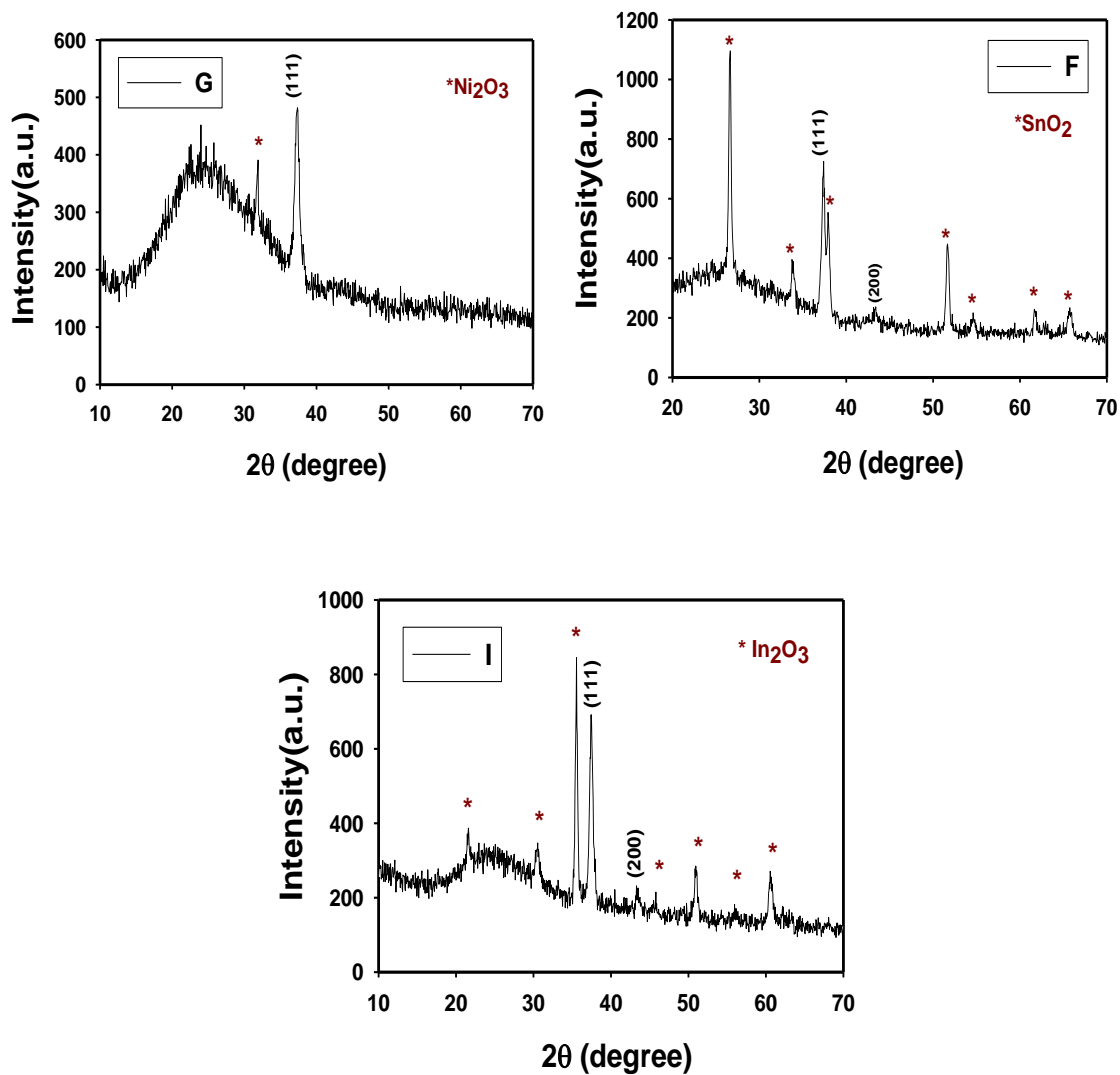 G
(111)
*Ni2O3
*
Intensity(a.u.)
600
500
400
300
200
100
0
10 20 30 40 50 60 70
2θ (degree)
F
*SnO2
*
(111)
*
*
(200)
*
*
*
*
Intensity(a.u.)
1200
1000
800
600
400
200
0
20 30 40 50 60 70
2θ (degree)
I
* In2O3
*
(111)
*
*
(200)
*
*
*
*
Intensity(a.u.)
1000
800
600
400
200
0
10 20 30 40 50 60 70
2θ (degree)